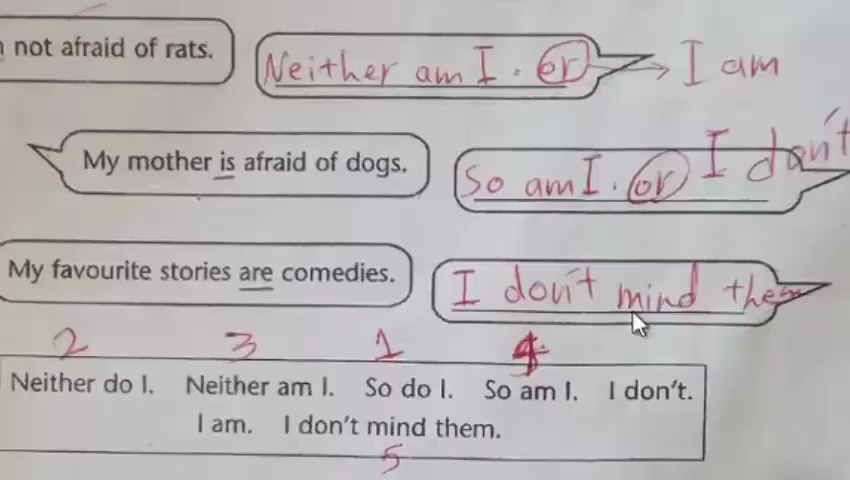 not afraid of rats.
Neither am I. or I am
My mother is afraid of dogs.
So am I. or I don't
My favourite stories are comedies.
I don't mind them
2 3 1 4
Neither do I. Neither am I. So do I. So am I. I don't.
I am. I don't mind them.
5